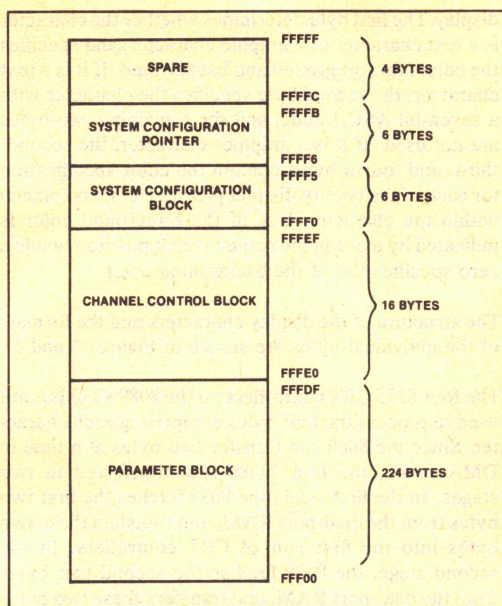 FFFFF
SPARE
4 BYTES
FFFFC
FFFFB
SYSTEM CONFIGURATION
POINTER
6 BYTES
FFFF6
FFFF5
SYSTEM CONFIGURATION
BLOCK
6 BYTES
FFFF0
FFFEF
CHANNEL CONTROL BLOCK
16 BYTES
FFFE0
FFFDF
PARAMETER BLOCK
224 BYTES
FFF00